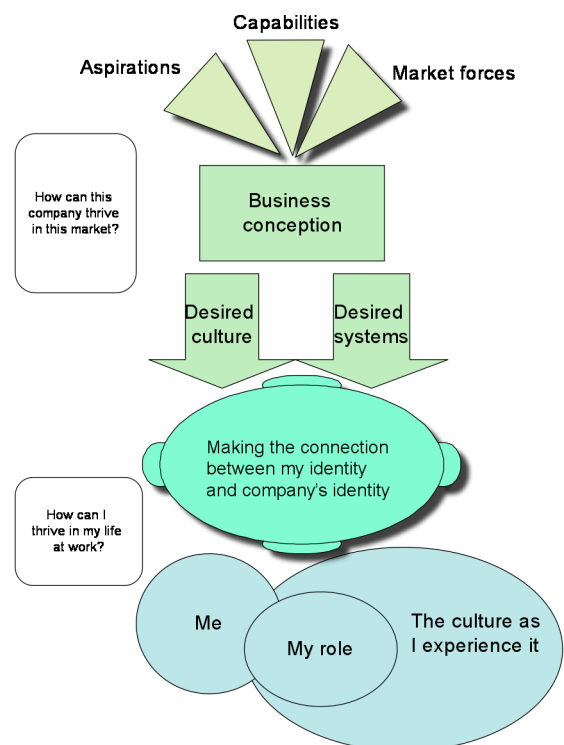 Capabilities
Aspirations
Market forces
How can this
company thrive
in this market?
Business
conception
Desired
culture
Desired
systems
Making the connection
between my identity
and company's identity
How can I
thrive in my life
at work?
Me
My role
The culture as
I experience it